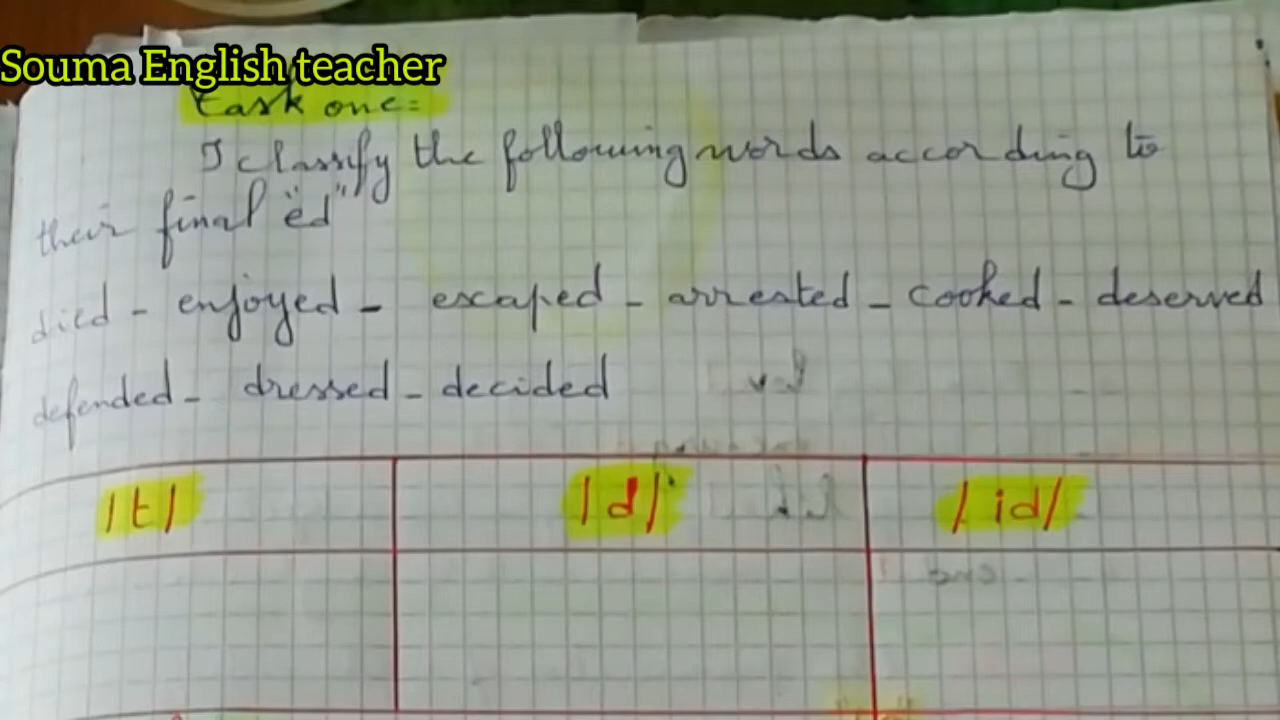 Souma English teacher
task one:
I classify the following words according to
their final "ed"
died - enjoyed - escaped - arrested - cooked - deserved
defended - dressed - decided
/t/ /d/ /id/